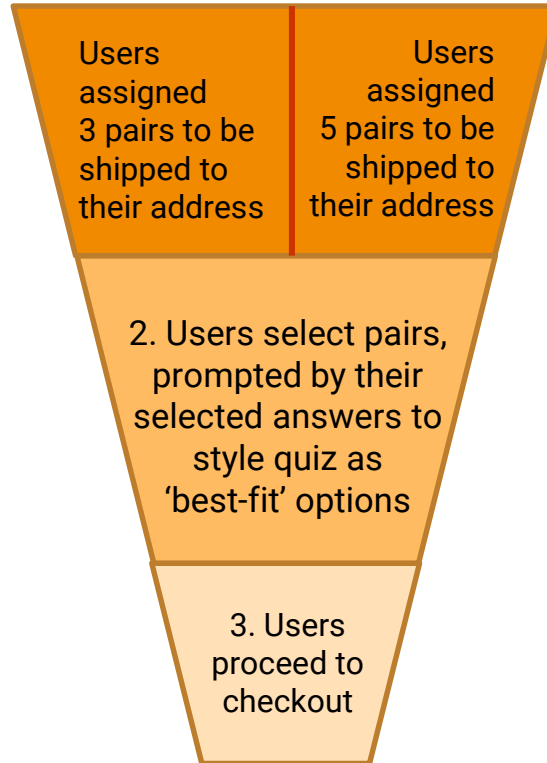 Users
assigned
3 pairs to be
shipped to
their address
Users
assigned
5 pairs to be
shipped to
their address
2. Users select pairs,
prompted by their
selected answers to
style quiz as
‘best-fit’ options
3. Users
proceed to
checkout